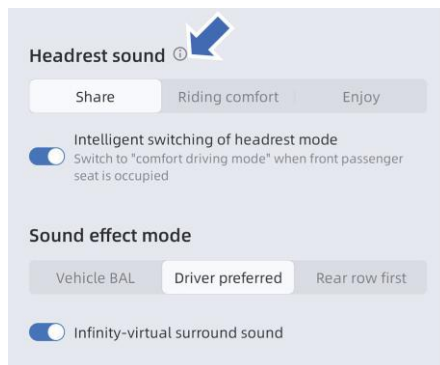 Headrest sound
Share Riding comfort Enjoy
Intelligent switching of headrest mode
Switch to "comfort driving mode" when front passenger
seat is occupied
Sound effect mode
Vehicle BAL Driver preferred Rear row first
Infinity-virtual surround sound